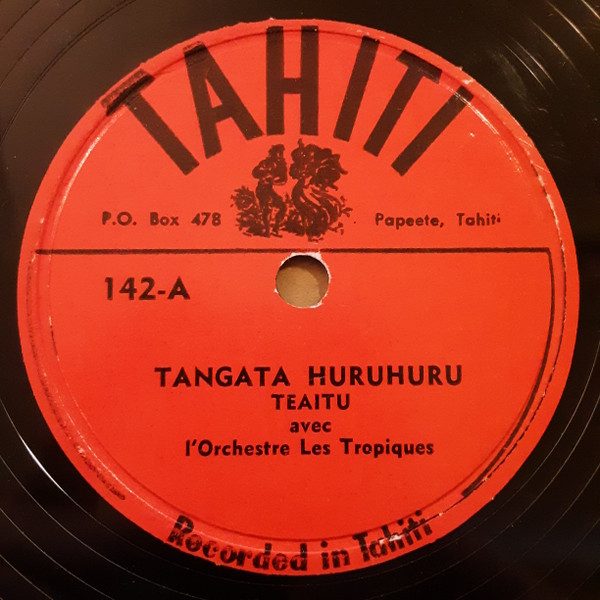 TAHITI
P.O. Box 478 Papeete, Tahiti
142-A
TANGATA HURUHURU
TEAITU
avec
l'Orchestre Les Tropiques
Recorded in Tahiti